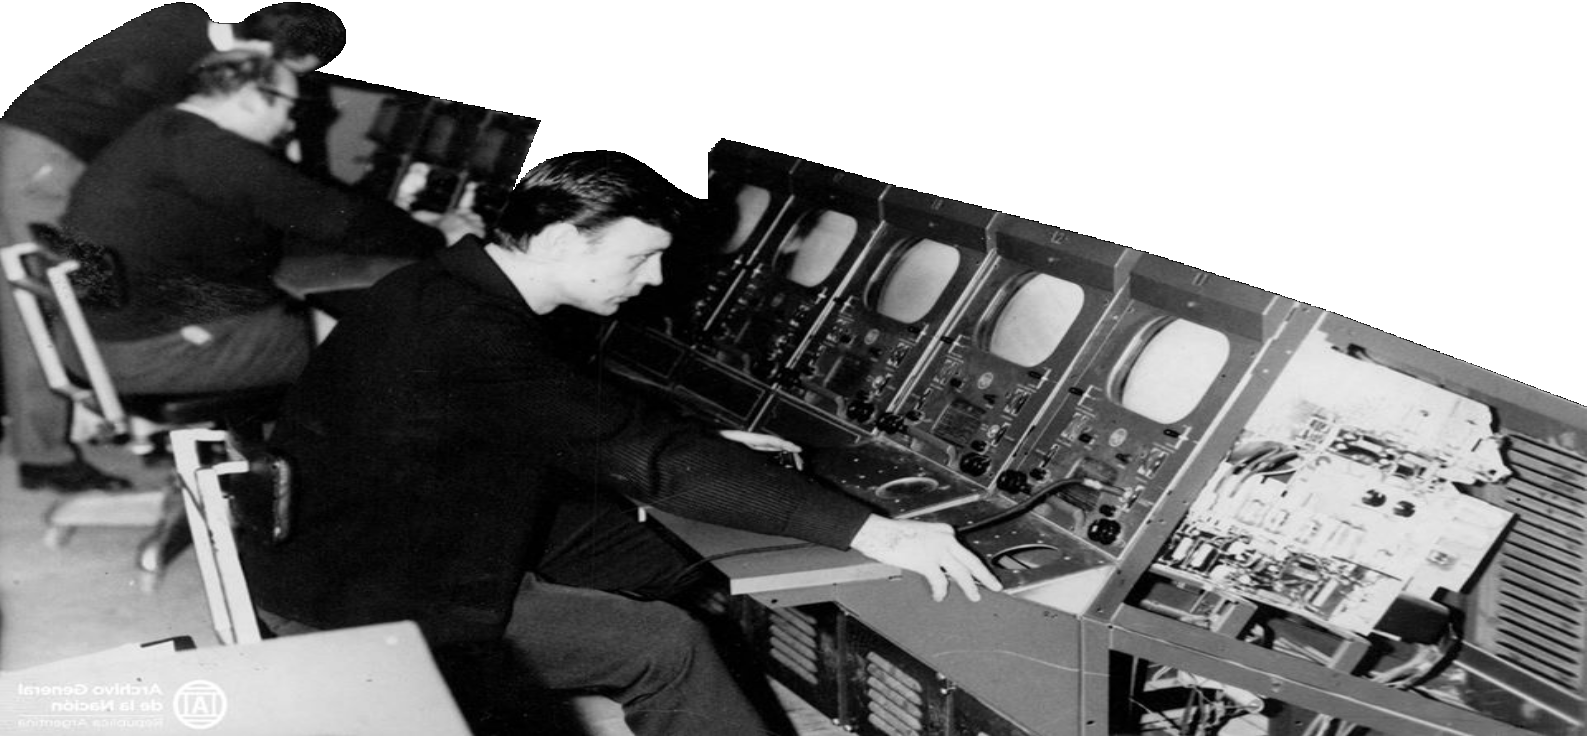 Archivo General
de la Nación
República Argentina